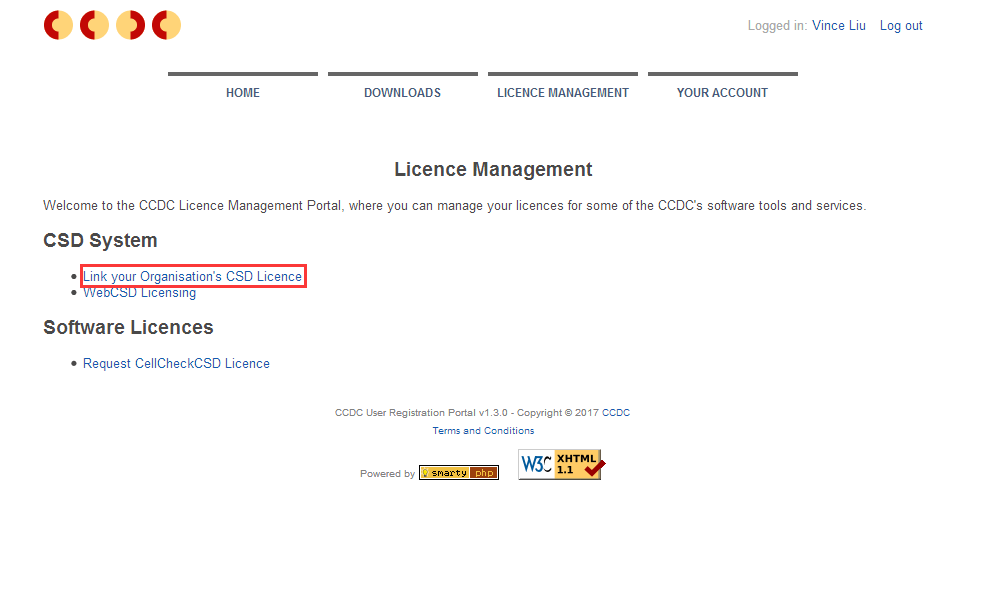 Logged in: Vince Liu Log out
HOME DOWNLOADS LICENCE MANAGEMENT YOUR ACCOUNT
Licence Management
Welcome to the CCDC Licence Management Portal, where you can manage your licences for some of the CCDC's software tools and services.
CSD System
Link your Organisation's CSD Licence
WebCSD Licensing
Software Licences
Request CellCheckCSD Licence
CCDC User Registration Portal v1.3.0 - Copyright © 2017 CCDC
Terms and Conditions
Powered by smarty php W3C XHTML 1.1